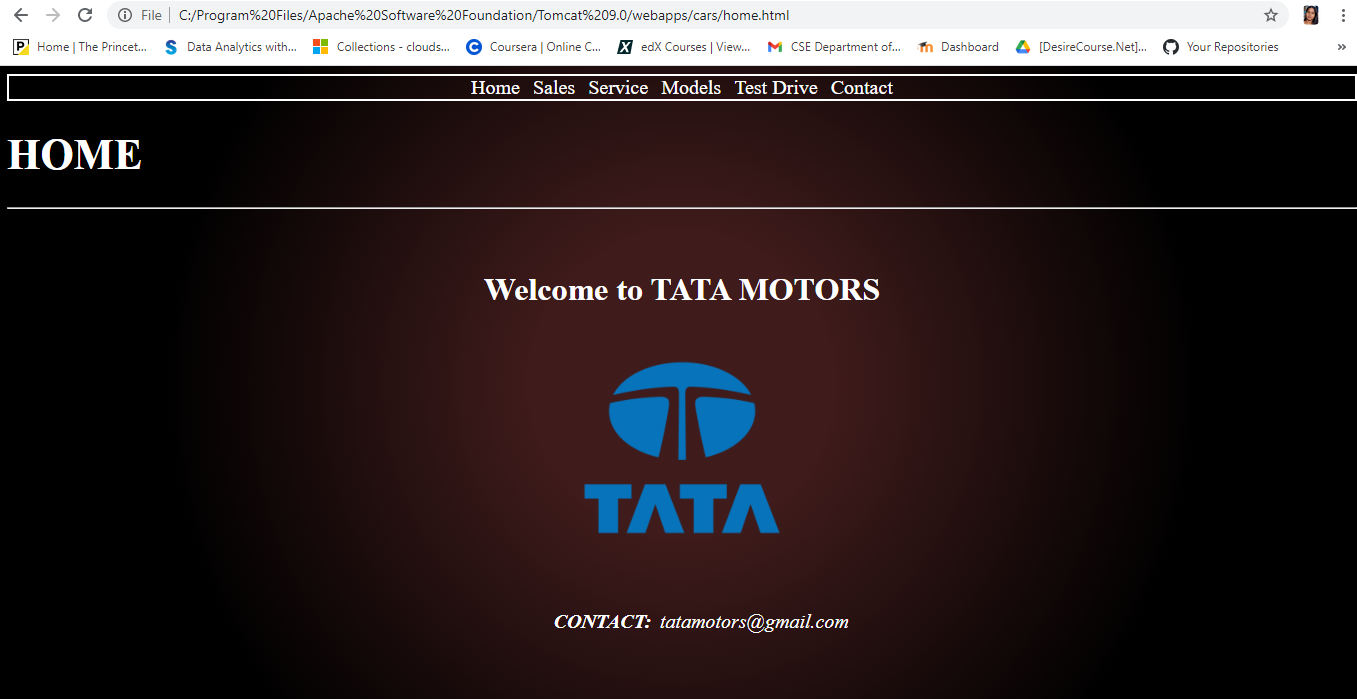 File C:/Program%20Files/Apache%20Software%20Foundation/Tomcat%209.0/webapps/cars/home.html
Home | The Princet... Data Analytics with... Collections - clouds... Coursera | Online C... edX Courses | View... CSE Department of... Dashboard [DesireCourse.Net]... Your Repositories »
Home Sales Service Models Test Drive Contact
HOME
Welcome to TATA MOTORS
TATA
CONTACT: tatamotors@gmail.com